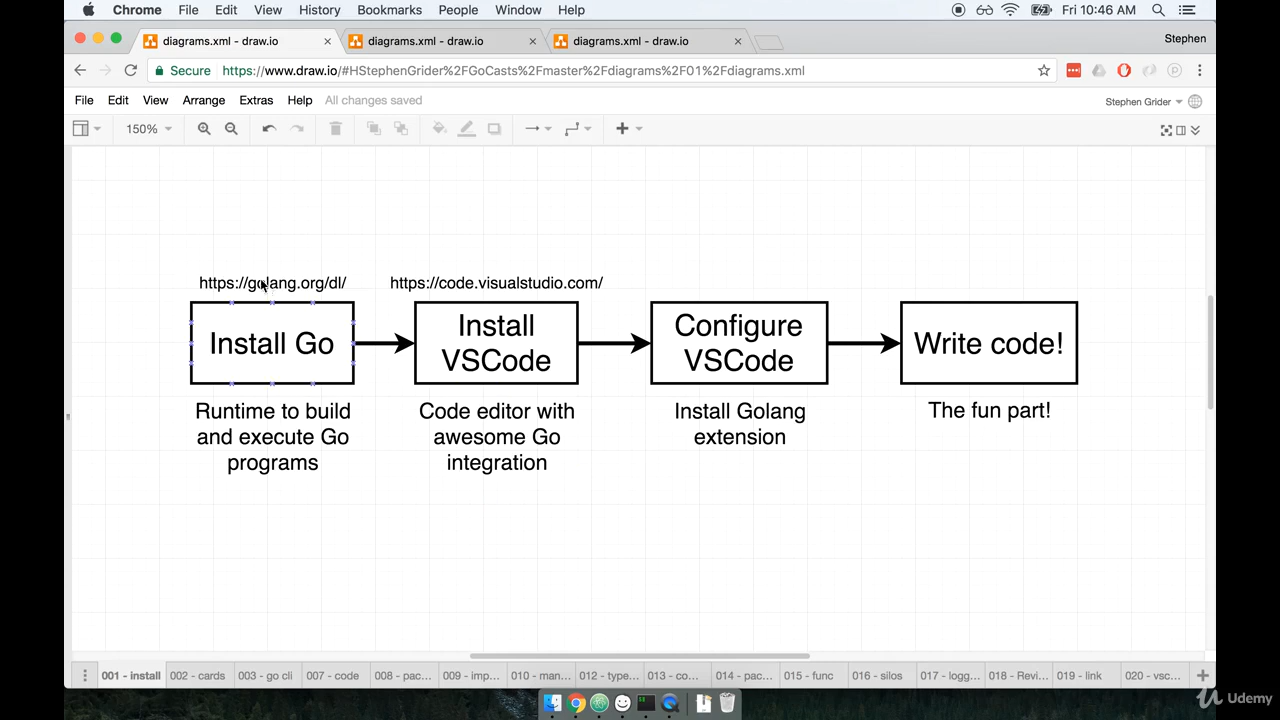 Chrome File Edit View History Bookmarks People Window Help Fri 10:46 AM
diagrams.xml - draw.io diagrams.xml - draw.io diagrams.xml - draw.io Stephen
Secure https://www.draw.io/#HStephenGrider%2FGoCasts%2Fmaster%2Fdiagrams%2F01%2Fdiagrams.xml
File Edit View Arrange Extras Help All changes saved Stephen Grider
150%
https://golang.org/dl/ https://code.visualstudio.com/
Install Go
Install
VSCode
Configure
VSCode
Write code!
Runtime to build
and execute Go
programs
Code editor with
awesome Go
integration
Install Golang
extension
The fun part!
001 - install 002 - cards 003 - go cli 007 - code 008 - pac... 009 - imp... 010 - man... 012 - type... 013 - co... 014 - pac... 015 - func 016 - silos 017 - logg... 018 - Revi... 019 - link 020 - vsc...
Udemy